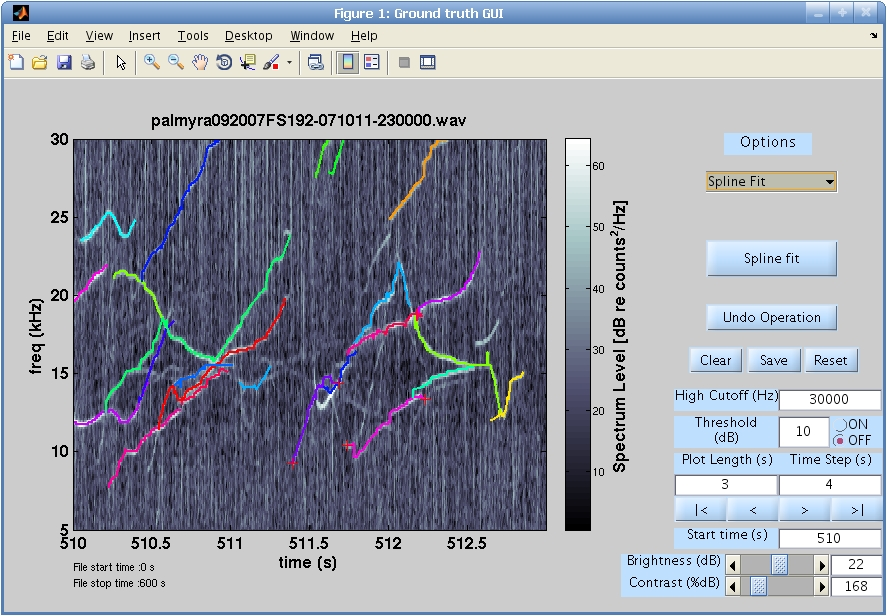 Figure 1: Ground truth GUI
File Edit View Insert Tools Desktop Window Help
palmyra092007FS192-071011-230000.wav
30
25
20
15
10
5
freq (kHz)
510 510.5 511 511.5 512 512.5
time (s)
File start time :0 s
File stop time :600 s
60
50
40
30
20
10
Spectrum Level [dB re counts²/Hz]
Options
Spline Fit
Spline fit
Undo Operation
Clear Save Reset
High Cutoff (Hz) 30000
Threshold (dB) 10 ON
OFF
Plot Length (s) Time Step (s)
3 4
|< < > >|
Start time (s) 510
Brightness (dB) 22
Contrast (%dB) 168